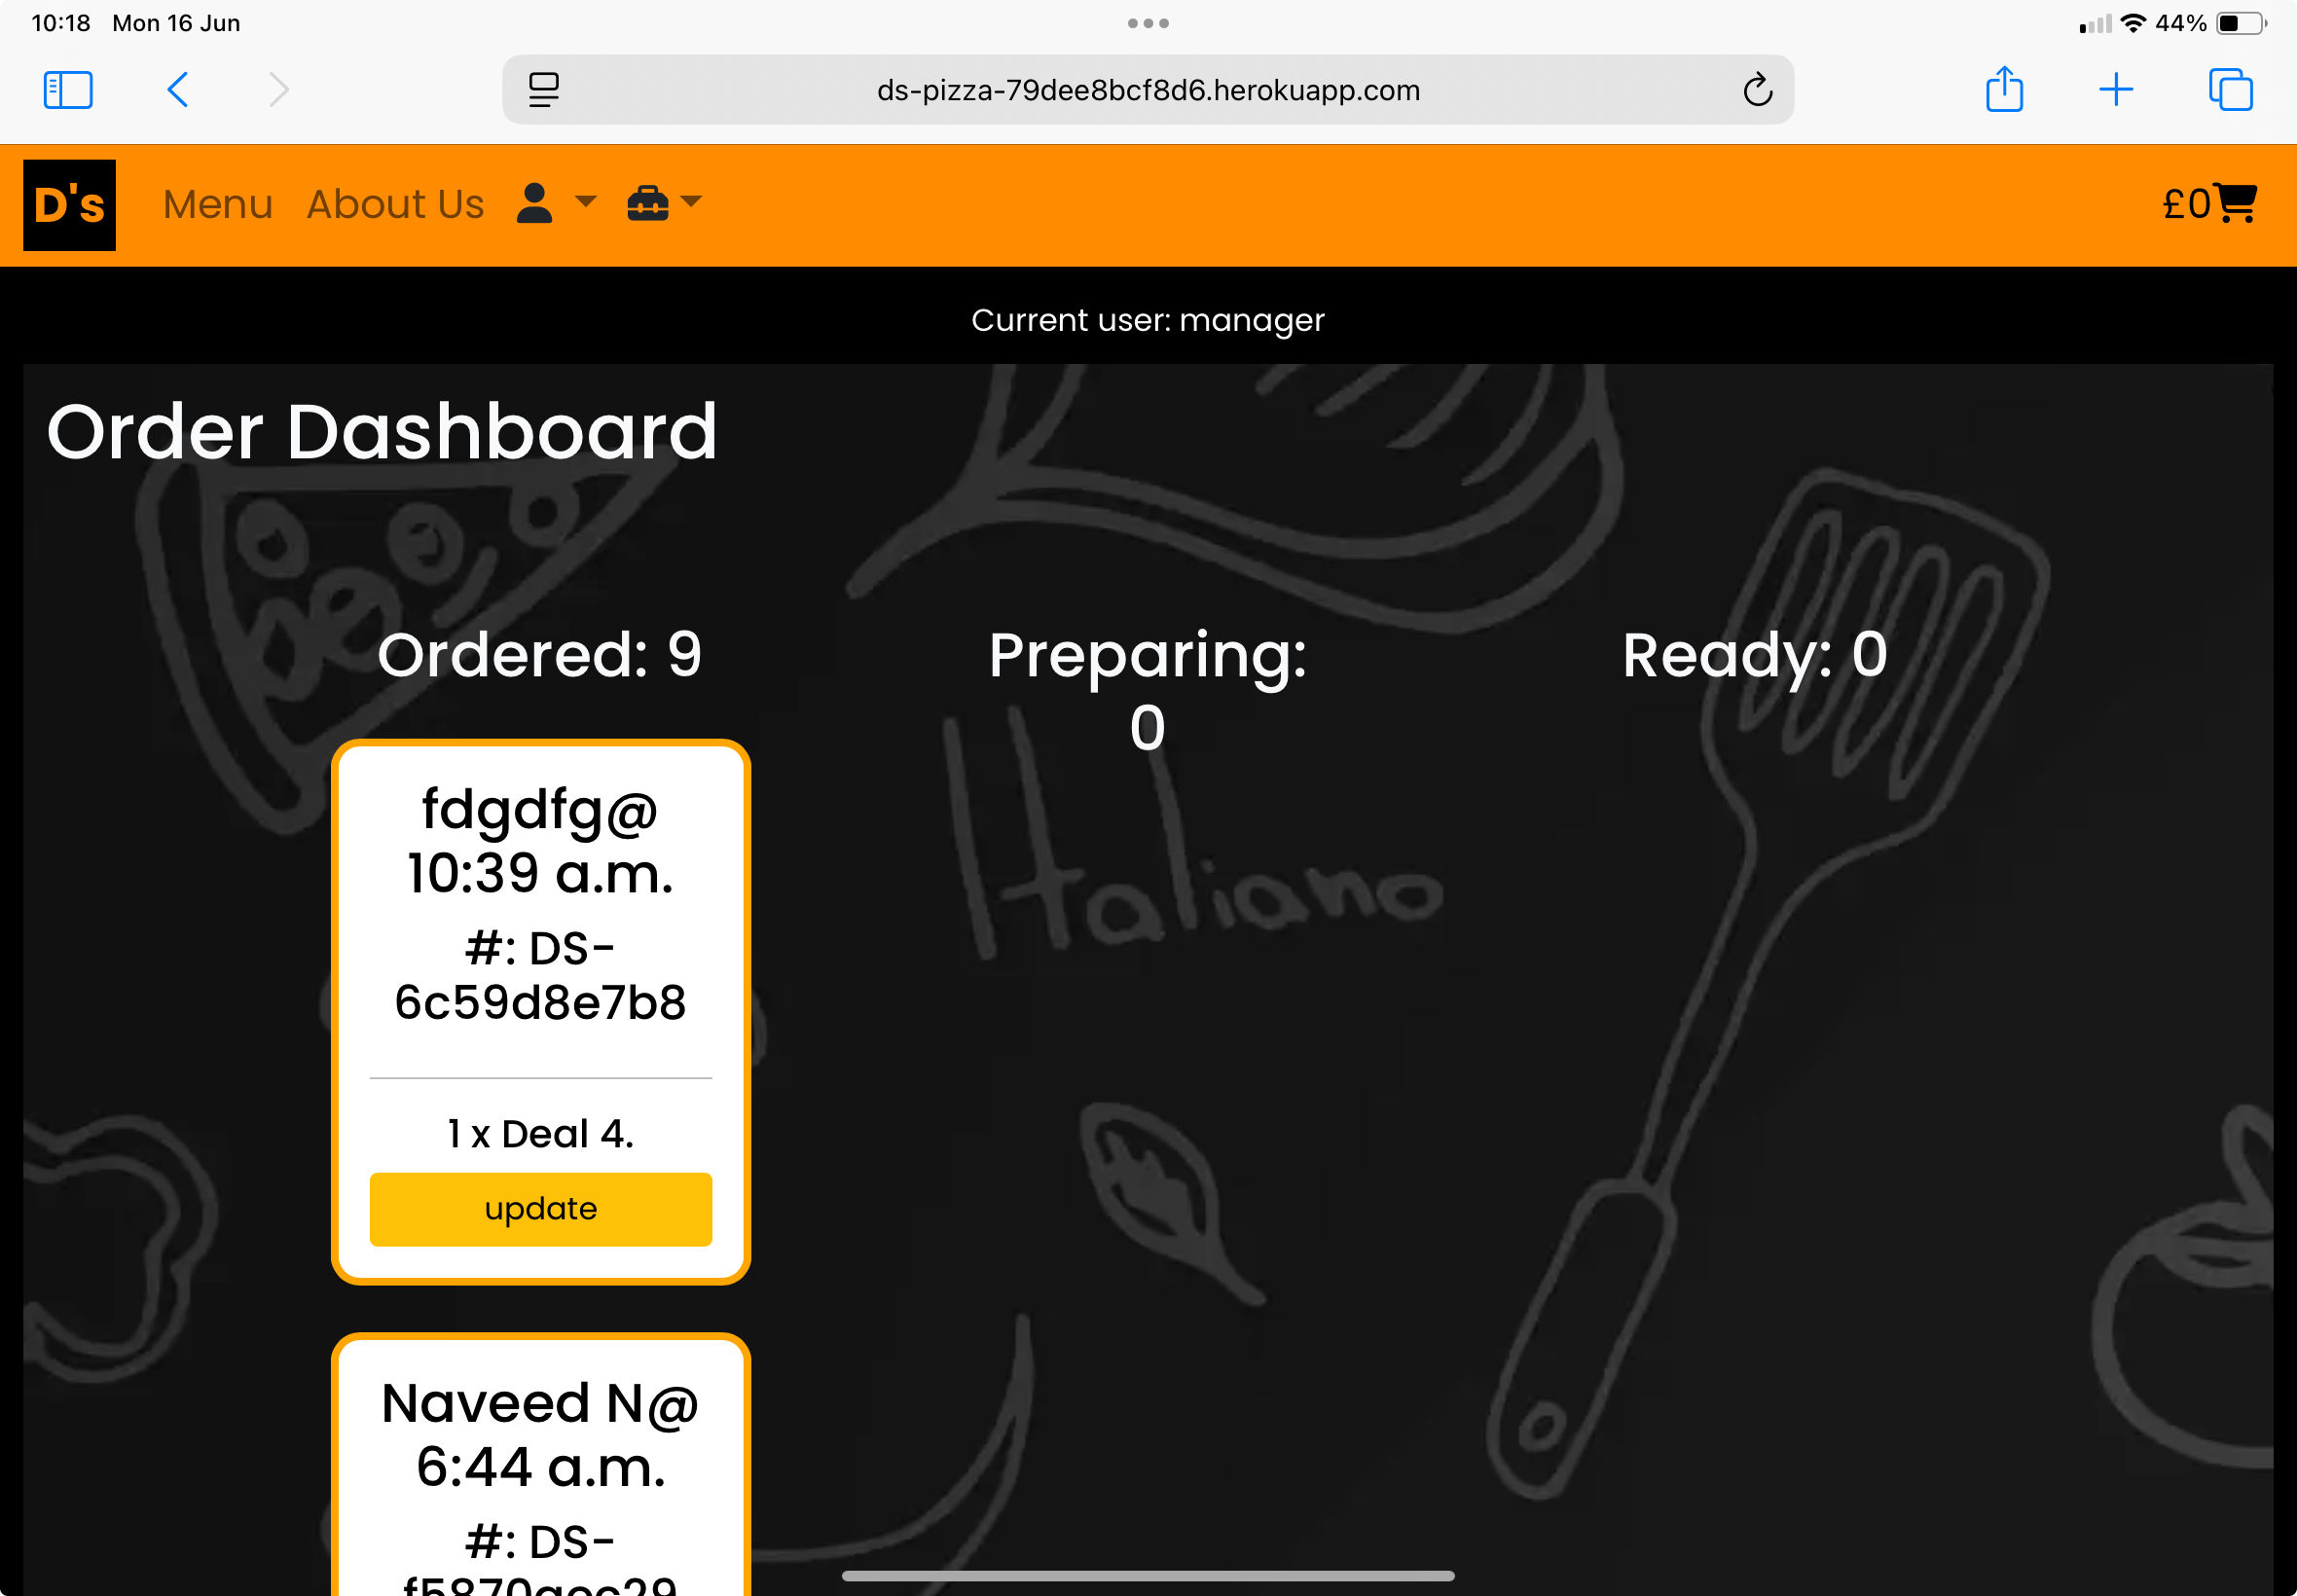 10:18 Mon 16 Jun
44%
ds-pizza-79dee8bcf8d6.herokuapp.com
D's
Menu About Us
£0
Current user: manager
Order Dashboard
Ordered: 9
Preparing:
0
Ready: 0
Italiano
fdgdfg@
10:39 a.m.
#: DS-
6c59d8e7b8
1 x Deal 4.
update
Naveed N@
6:44 a.m.
#: DS-